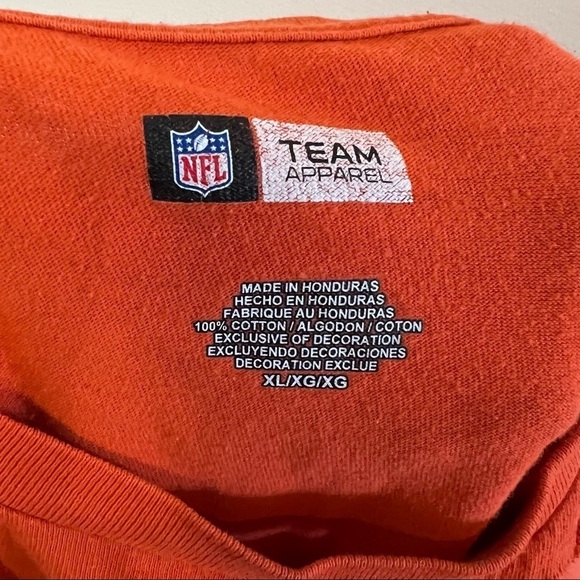 NFL
TEAM
APPAREL
MADE IN HONDURAS
HECHO EN HONDURAS
FABRIQUE AU HONDURAS
100% COTTON / ALGODON / COTON
EXCLUSIVE OF DECORATION
EXCLUYENDO DECORACIONES
DECORATION EXCLUE
XL/XG/XG